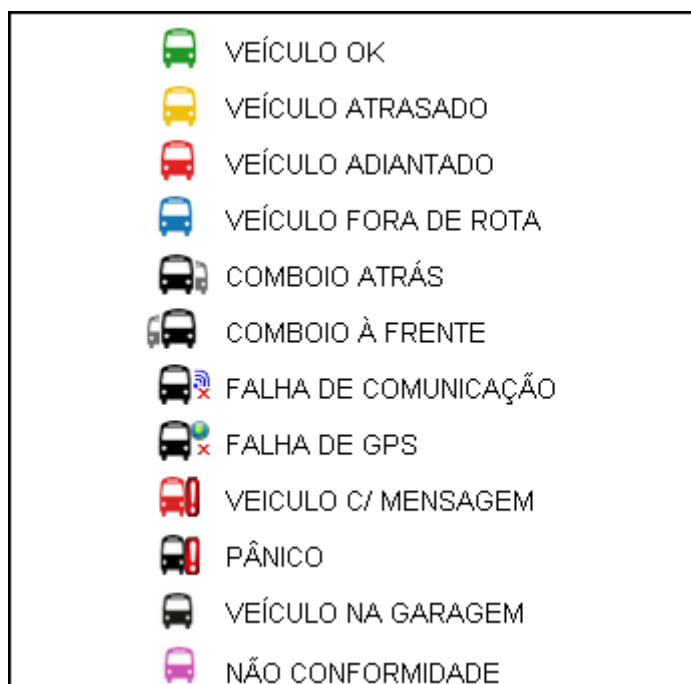 VEÍCULO OK
VEÍCULO ATRASADO
VEÍCULO ADIANTADO
VEÍCULO FORA DE ROTA
COMBOIO ATRÁS
COMBOIO À FRENTE
FALHA DE COMUNICAÇÃO
FALHA DE GPS
VEICULO C/ MENSAGEM
PÂNICO
VEÍCULO NA GARAGEM
NÃO CONFORMIDADE